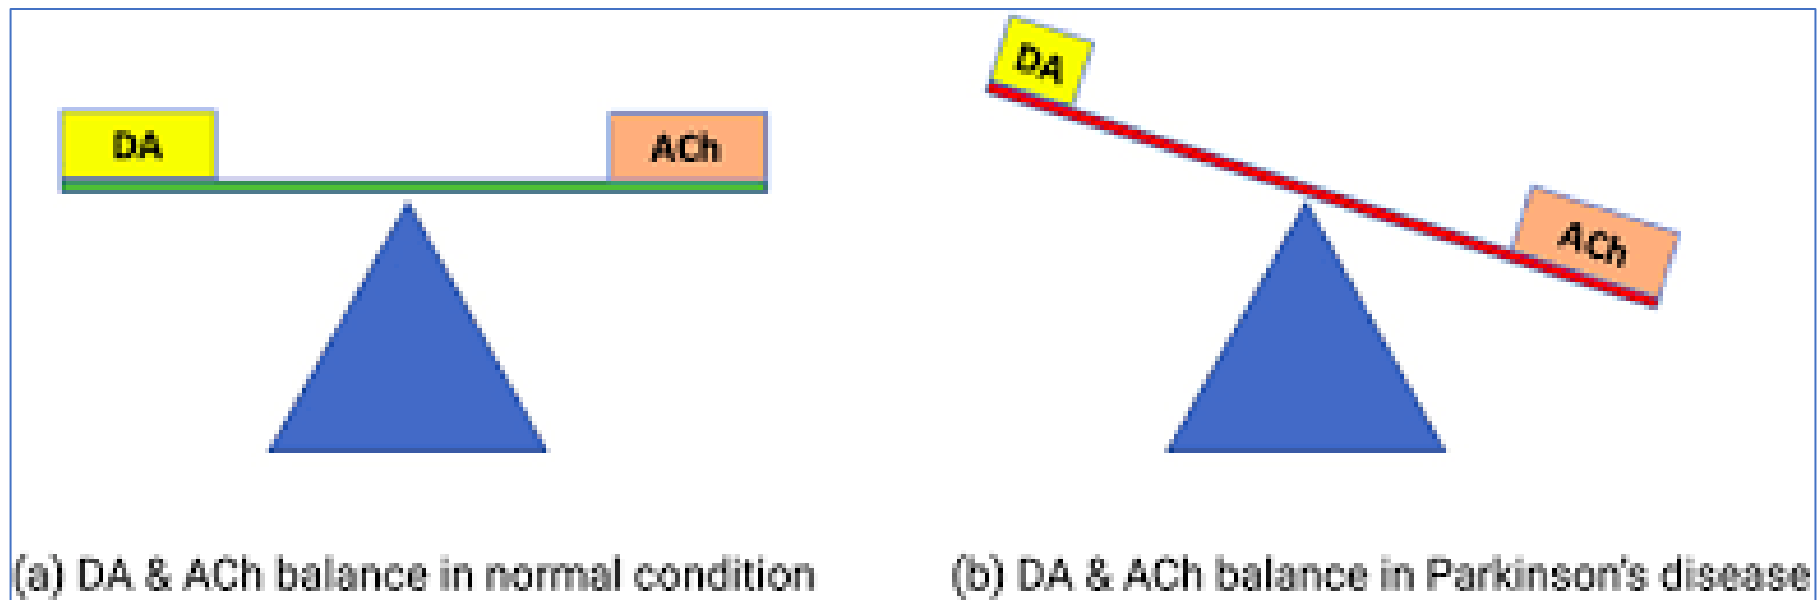 DA
ACh
DA
ACh
(a) DA & ACh balance in normal condition
(b) DA & ACh balance in Parkinson's disease